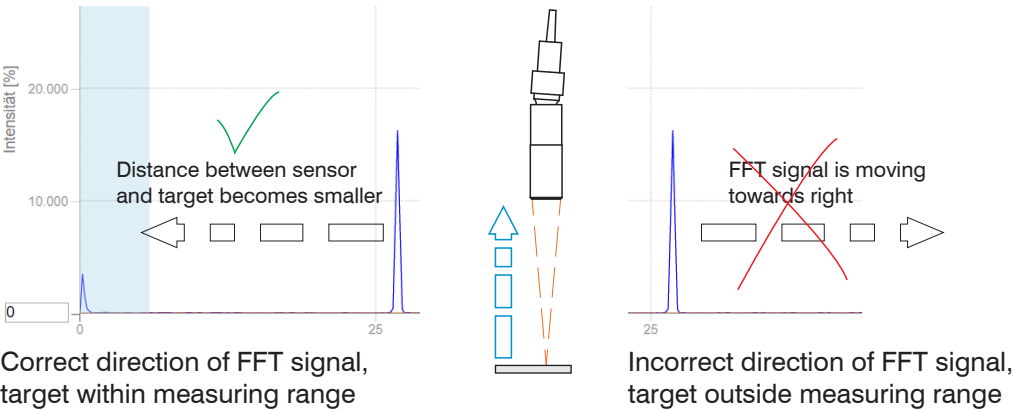 Intensität [%]
20.000
10.000
0
0
25
Distance between sensor
and target becomes smaller
Correct direction of FFT signal,
target within measuring range
FFT signal is moving
towards right
25
Incorrect direction of FFT signal,
target outside measuring range